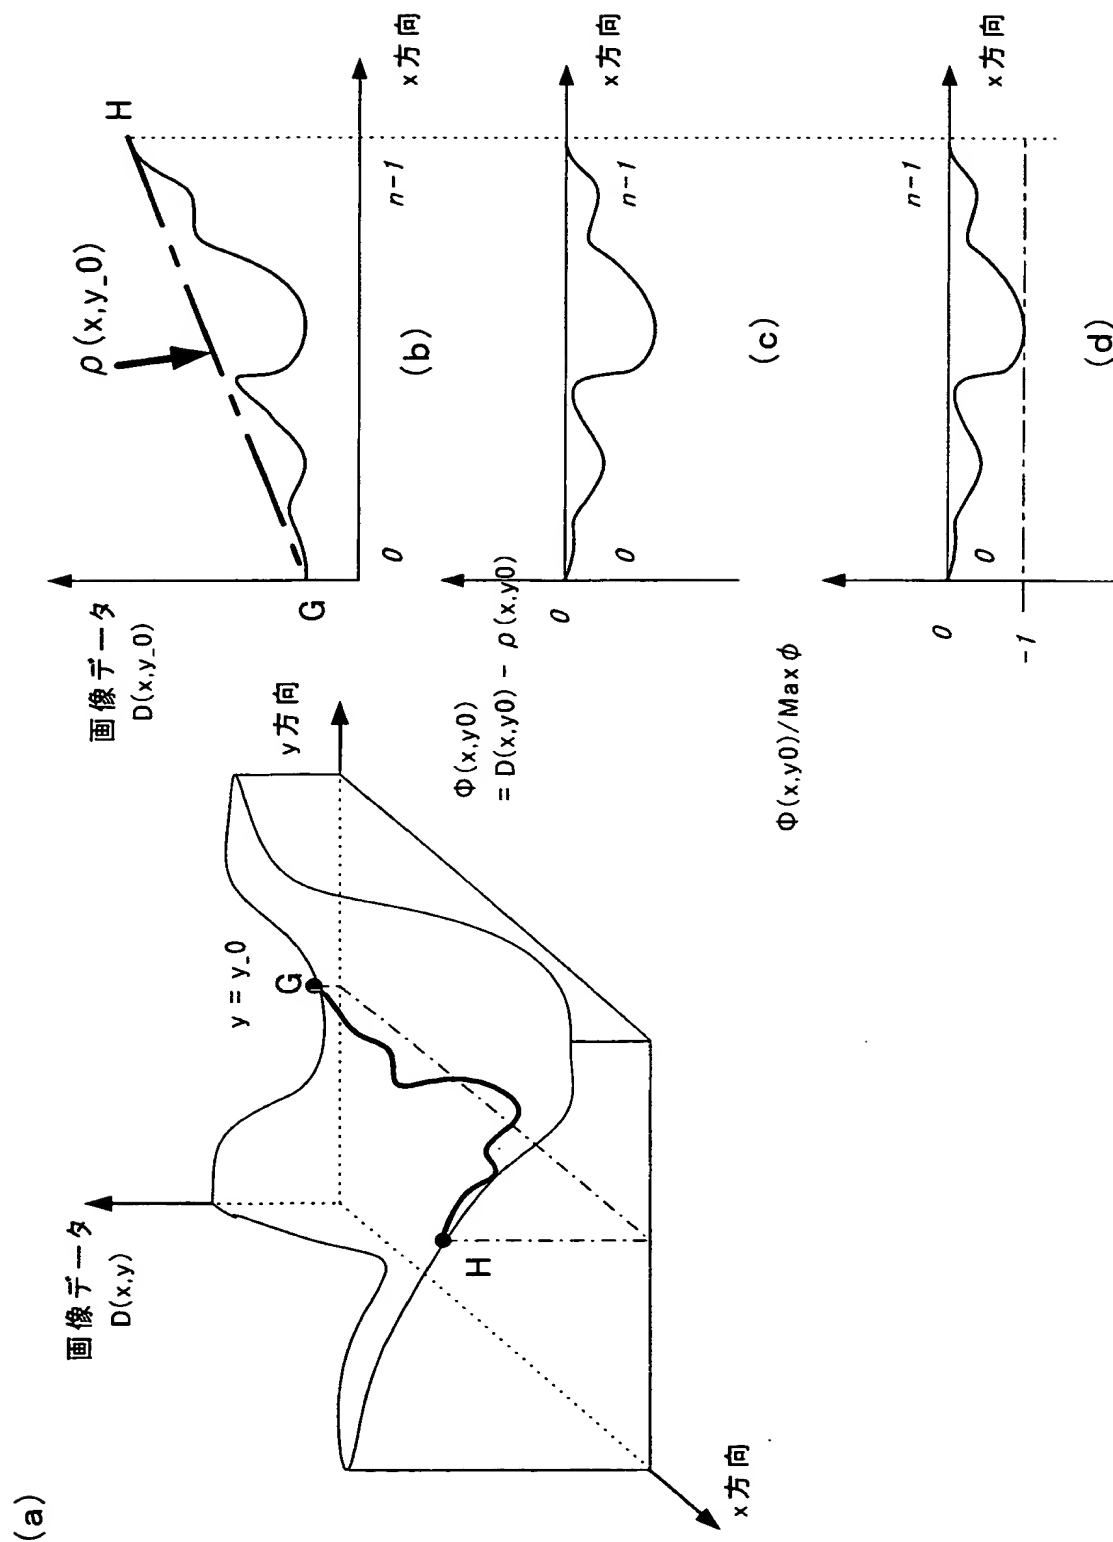 (a)
画像データ
D(x,y)
y = y_0
G
H
y方向
x方向
画像データ
D(x,y_0)
ρ(x,y_0)
H
G
0
n-1
x方向
(b)
Φ(x,y0)
= D(x,y0) - ρ(x,y0)
0
0
n-1
x方向
(c)
Φ(x,y0)/Maxφ
0
-1
0
n-1
x方向
(d)